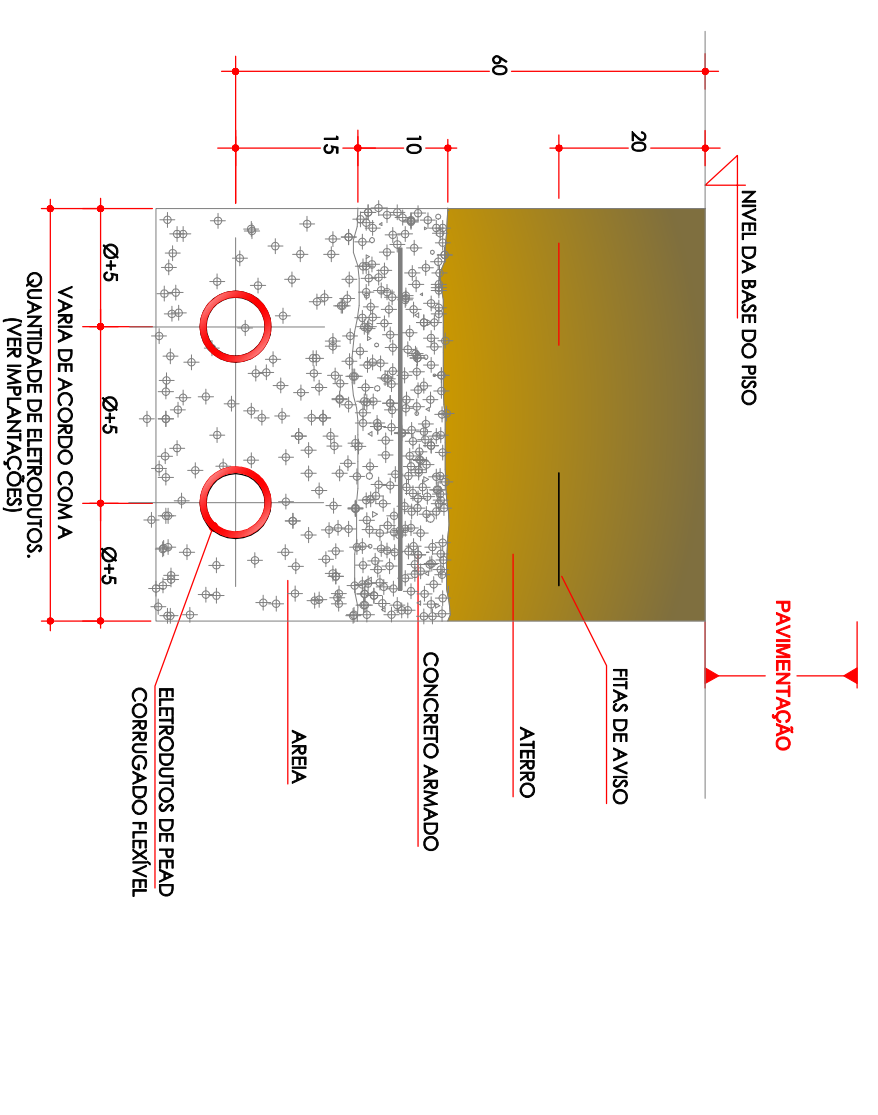 PAVIMENTAÇÃO
NIVEL DA BASE DO PISO
20
60
10
15
FITAS DE AVISO
ATERRO
CONCRETO ARMADO
AREIA
ELETRODUTOS DE PEAD
CORRUGADO FLEXÍVEL
Ø+5
Ø+5
Ø+5
VARIA DE ACORDO COM A
QUANTIDADE DE ELETRODUTOS.
(VER IMPLANTAÇÕES)